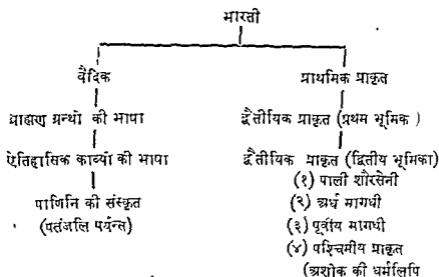 भारती
वैदिक प्राथमिक प्राकृत
ब्राह्मण ग्रन्थो की भाषा द्वैतीयिक प्राकृत (प्रथम भूमिक )
ऐतिहासिक काव्यों की भाषा द्वैतीयिक प्राकृत (द्वितीय भूमिका)
पाणिनि की संस्कृत (१) पाली शौरसेनी
(पतंजलि पर्यन्त) (२) अर्ध मागधी
(३) पूर्वीय मागधी
(४) पश्चिमीय प्राकृत
(अशोक की धर्मलिपि